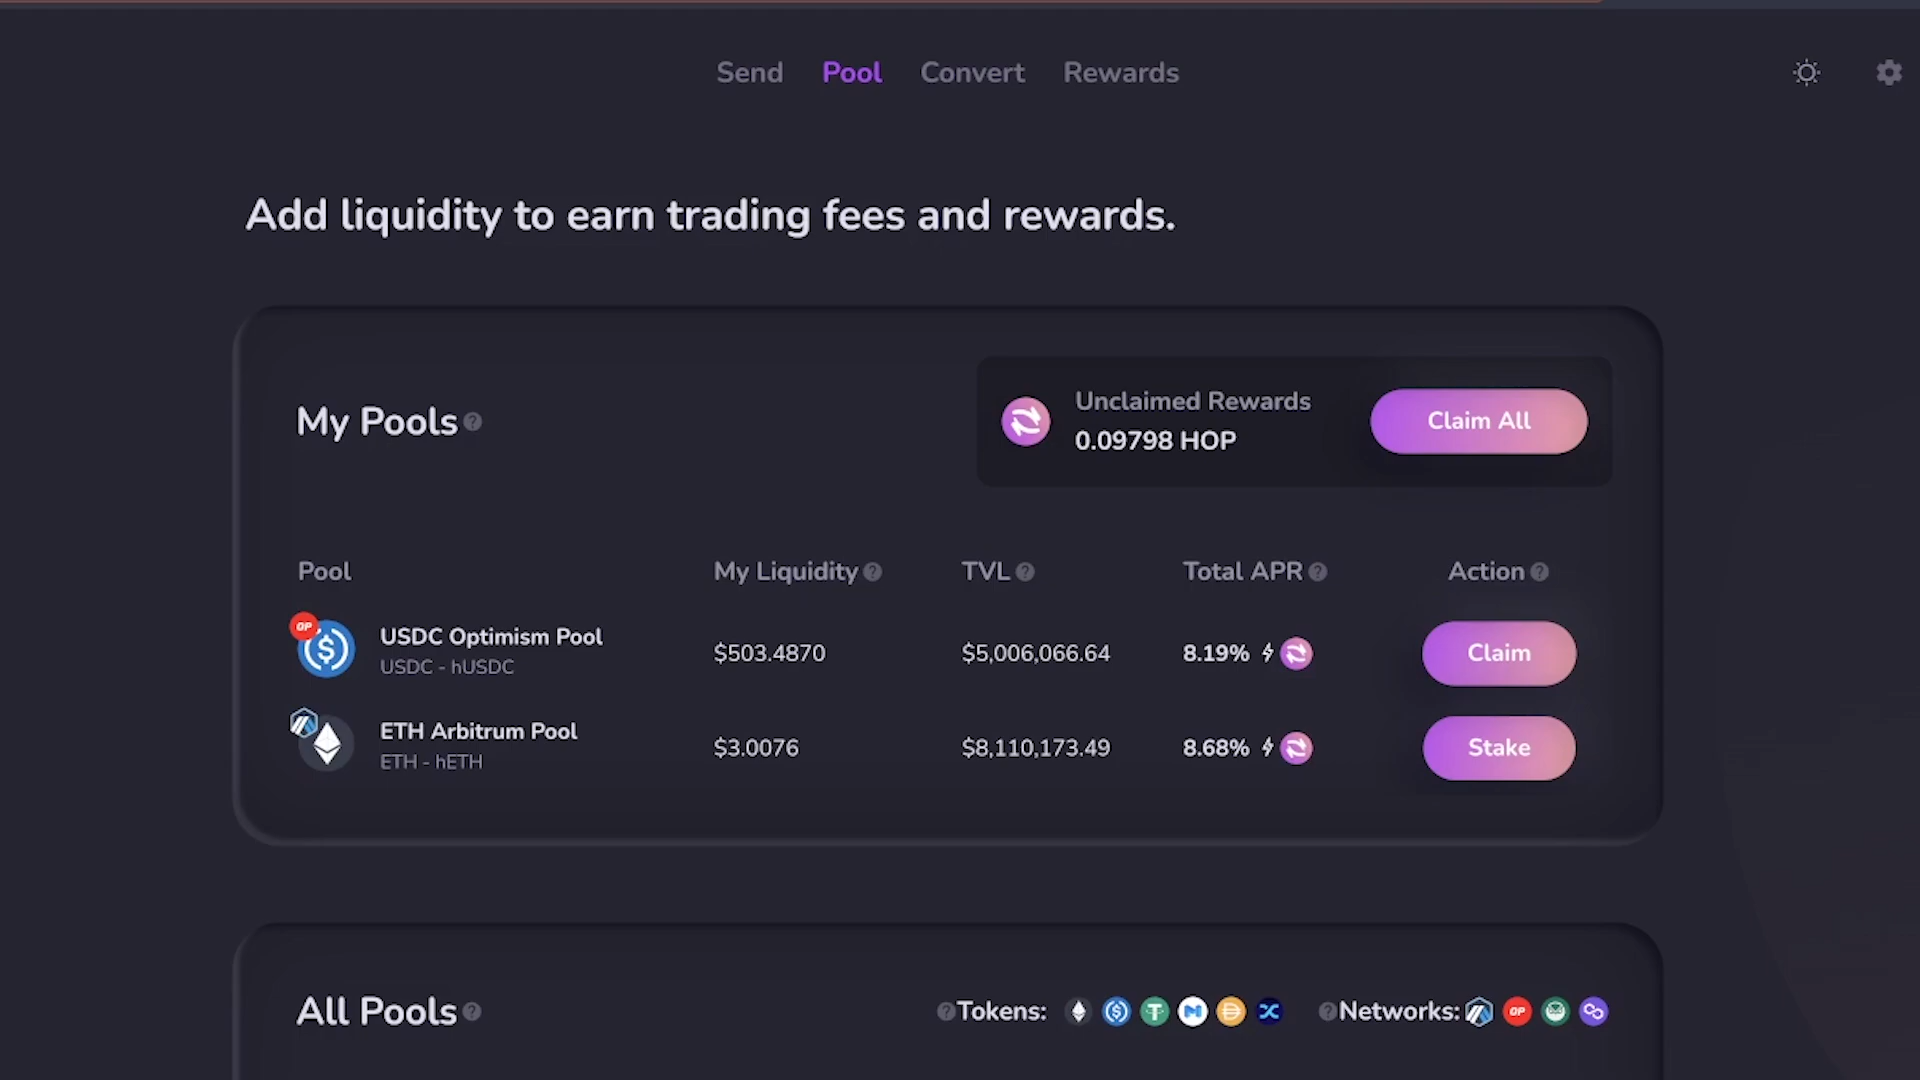 Send Pool Convert Rewards
Add liquidity to earn trading fees and rewards.
My Pools
Unclaimed Rewards
0.09798 HOP
Claim All
Pool My Liquidity TVL Total APR Action
USDC Optimism Pool
USDC - hUSDC
$503.4870 $5,006,066.64 8.19% Claim
ETH Arbitrum Pool
ETH - hETH
$3.0076 $8,110,173.49 8.68% Stake
All Pools Tokens: Networks:
OP
OP